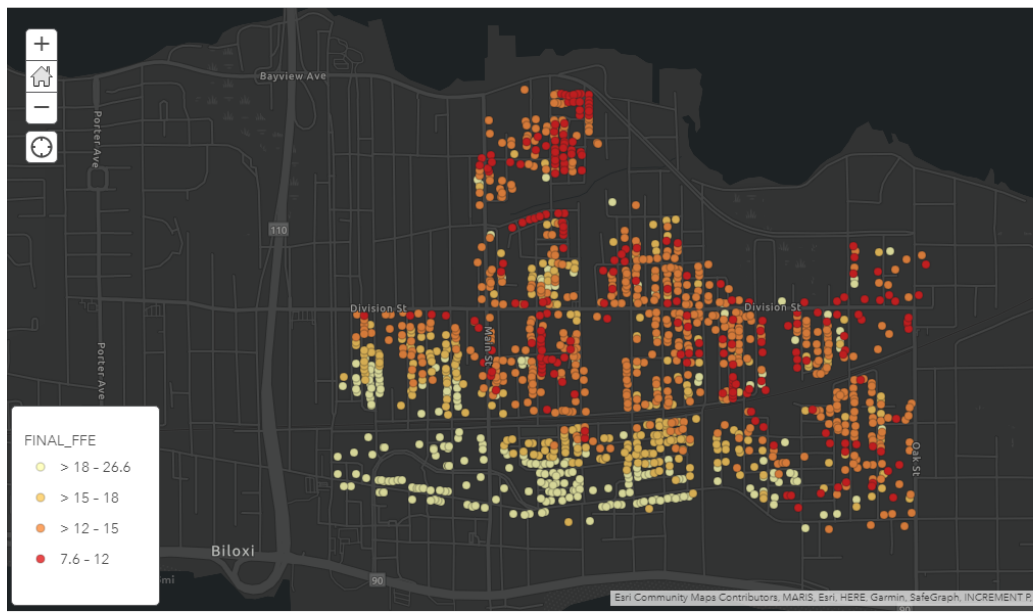 +
−
Bayview Ave
Porter Ave
110
Division St
Division St
Main St
Porter Ave
Oak St
FINAL_FFE
> 18 - 26.6
> 15 - 18
> 12 - 15
7.6 - 12
Biloxi
90
90
Esri Community Maps Contributors, MARIS, Esri, HERE, Garmin, SafeGraph, INCREMENT P